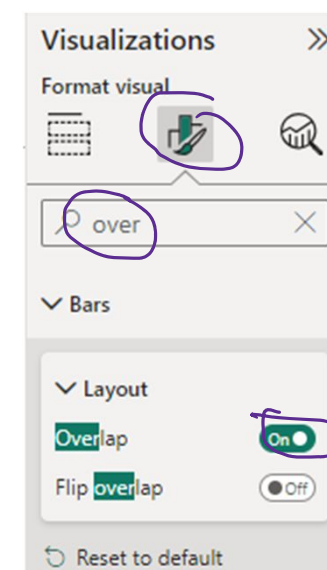 Visualizations
Format visual
over
Bars
Layout
Overlap On
Flip overlap Off
Reset to default